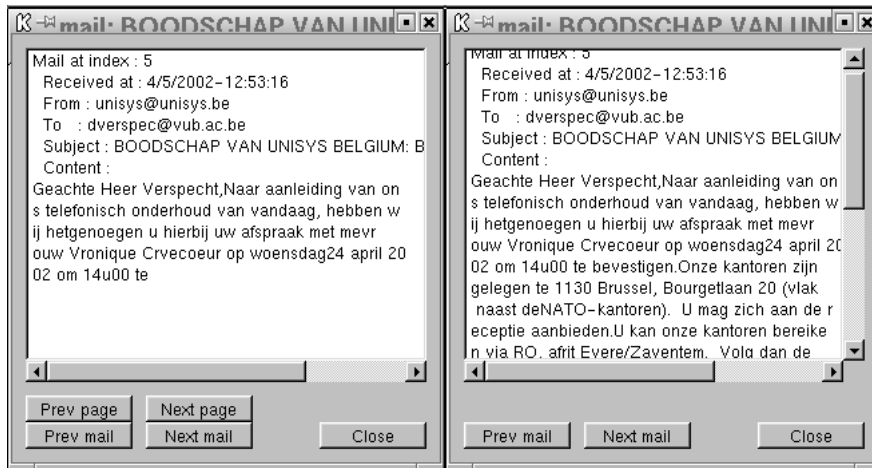 mail: BOODSCHAP VAN UNI
Mail at index : 5
Received at : 4/5/2002-12:53:16
From : unisys@unisys.be
To : dverspec@vub.ac.be
Subject : BOODSCHAP VAN UNISYS BELGIUM: B
Content :
Geachte Heer Verspecht,Naar aanleiding van on
s telefonisch onderhoud van vandaag, hebben w
ij hetgenoegen u hierbij uw afspraak met mevr
ouw Vronique Crvecoeur op woensdag24 april 20
02 om 14u00 te
Prev page
Next page
Prev mail
Next mail
Close
mail: BOODSCHAP VAN UNI
Mail at index : 5
Received at : 4/5/2002-12:53:16
From : unisys@unisys.be
To : dverspec@vub.ac.be
Subject : BOODSCHAP VAN UNISYS BELGIUM
Content :
Geachte Heer Verspecht,Naar aanleiding van on
s telefonisch onderhoud van vandaag, hebben w
ij hetgenoegen u hierbij uw afspraak met mevr
ouw Vronique Crvecoeur op woensdag24 april 20
02 om 14u00 te bevestigen.Onze kantoren zijn
gelegen te 1130 Brussel, Bourgetlaan 20 (vlak
naast deNATO-kantoren). U mag zich aan de r
eceptie aanbieden.U kan onze kantoren bereike
n via RO, afrit Evere/Zaventem. Volg dan de
Prev mail
Next mail
Close